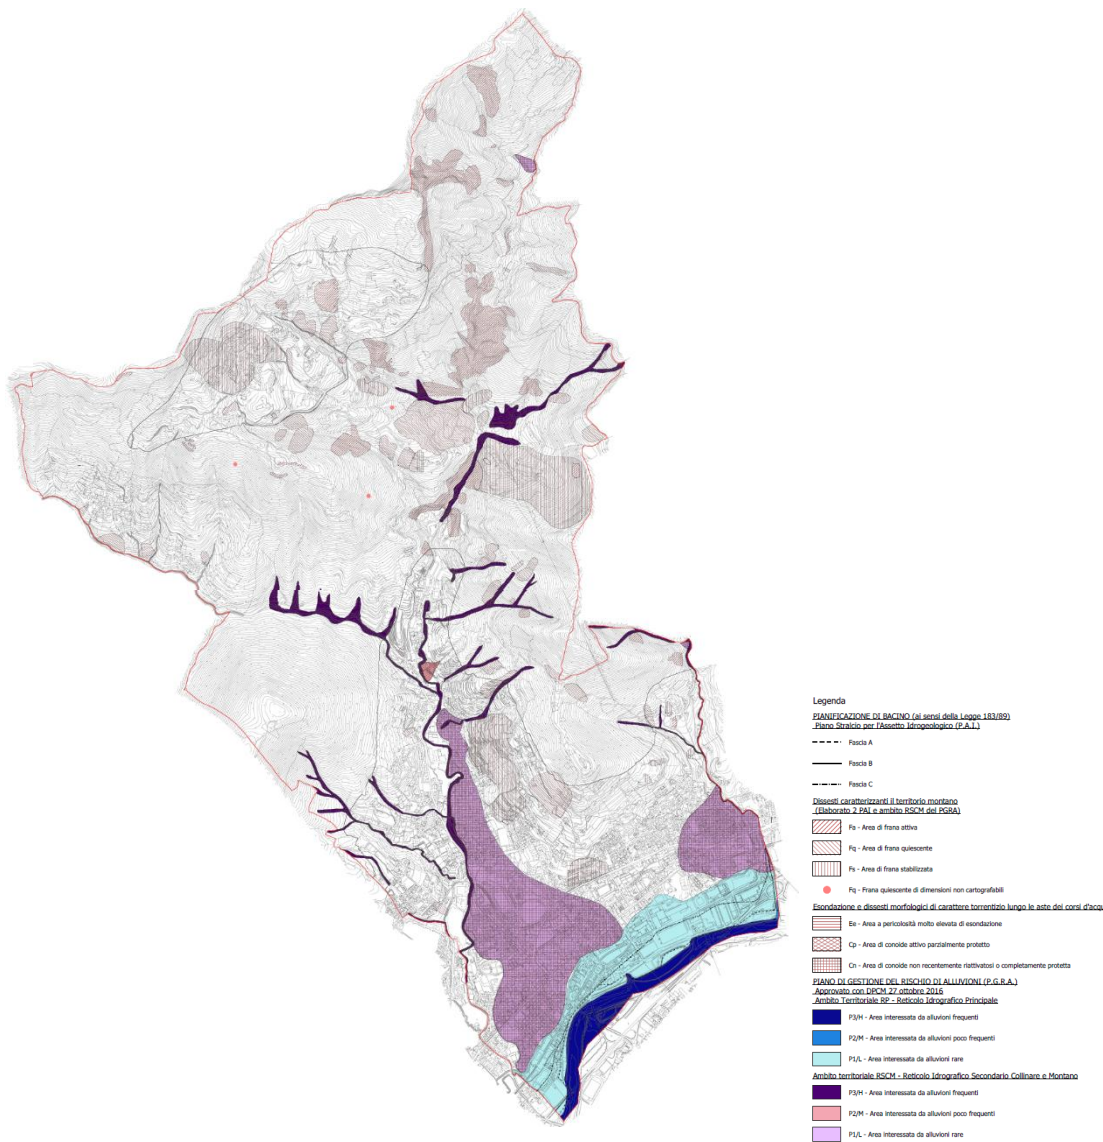 Legenda
PIANIFICAZIONE DI BACINO (ai sensi della Legge 183/89)
Piano Stralcio per l'Assetto Idrogeologico (P.A.I.)
Fascia A
Fascia B
Fascia C
Dissesti caratterizzanti il territorio montano
(Elaborato 2 PAI e ambito RSCM del PGRA)
Fa - Area di frana attiva
Fq - Area di frana quiescente
Fs - Area di frana stabilizzata
Fq - Frana quiescente di dimensioni non cartografabili
Esondazione e dissesti morfologici di carattere torrentizio lungo le aste dei corsi d'acqu
Ee - Area a pericolosità molto elevata di esondazione
Cp - Area di conoide attivo parzialmente protetto
Cn - Area di conoide non recentemente riattivatosi o completamente protetta
PIANO DI GESTIONE DEL RISCHIO DI ALLUVIONI (P.G.R.A.)
Approvato con DPCM 27 ottobre 2016
Ambito Territoriale RP - Reticolo Idrografico Principale
P3/H - Area interessata da alluvioni frequenti
P2/M - Area interessata da alluvioni poco frequenti
P1/L - Area interessata da alluvioni rare
Ambito territoriale RSCM - Reticolo Idrografico Secondario Collinare e Montano
P3/H - Area interessata da alluvioni frequenti
P2/M - Area interessata da alluvioni poco frequenti
P1/L - Area interessata da alluvioni rare